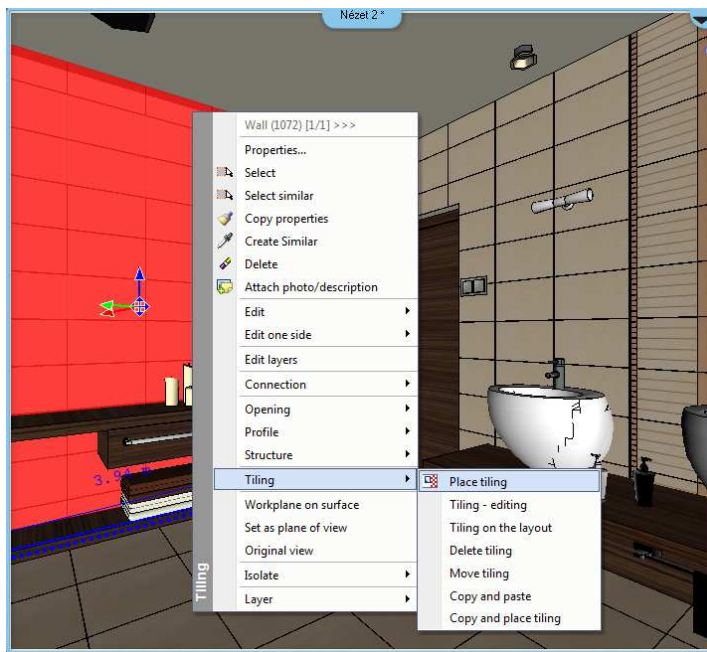 Nézet 2 *
Wall (1072) [1/1] >>>
Properties...
Select
Select similar
Copy properties
Create Similar
Delete
Attach photo/description
Edit
Edit one side
Edit layers
Connection
Opening
Profile
Structure
Tiling
Workplane on surface
Set as plane of view
Original view
Isolate
Layer
Tiling
Place tiling
Tiling - editing
Tiling on the layout
Delete tiling
Move tiling
Copy and paste
Copy and place tiling
3.94 m